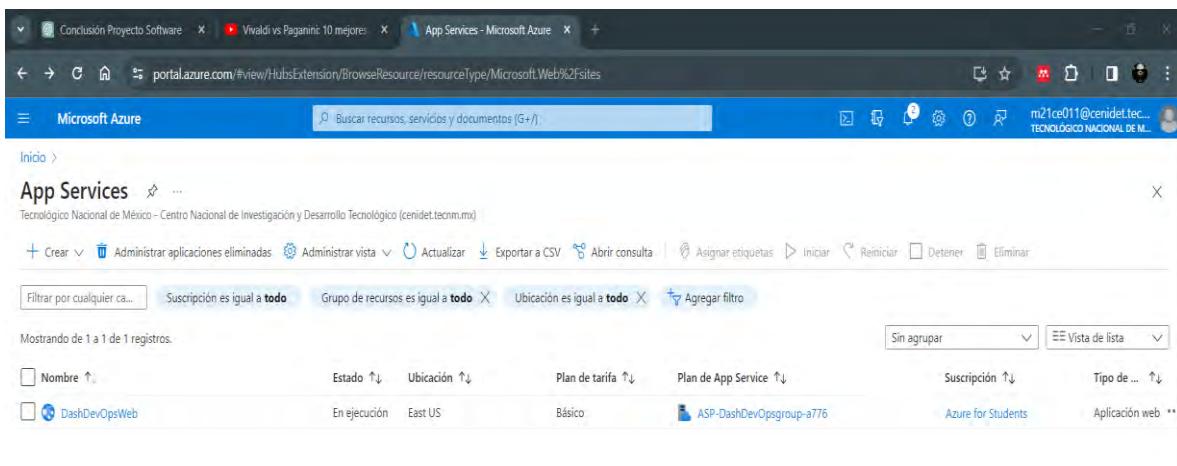 Conclusión Proyecto Software
Vivaldi vs Paganini: 10 mejores
App Services - Microsoft Azure
portal.azure.com/#view/HubsExtension/BrowseResource/resourceType/Microsoft.Web%2Fsites
Microsoft Azure
Buscar recursos, servicios y documentos (G+/)
2
m21ce011@cenidet.tec...
TECNOLÓGICO NACIONAL DE M...
Inicio >
App Services
Tecnológico Nacional de México - Centro Nacional de Investigación y Desarrollo Tecnológico (cenidet.tecnm.mx)
Crear Administrar aplicaciones eliminadas Administrar vista Actualizar Exportar a CSV Abrir consulta Asignar etiquetas Iniciar Reiniciar Detener Eliminar
Filtrar por cualquier ca... Suscripción es igual a todo Grupo de recursos es igual a todo Ubicación es igual a todo Agregar filtro
Mostrando de 1 a 1 de 1 registros. Sin agrupar Vista de lista
Nombre Estado Ubicación Plan de tarifa Plan de App Service Suscripción Tipo de ...
DashDevOpsWeb En ejecución East US Básico ASP-DashDevOpsgroup-a776 Azure for Students Aplicación web